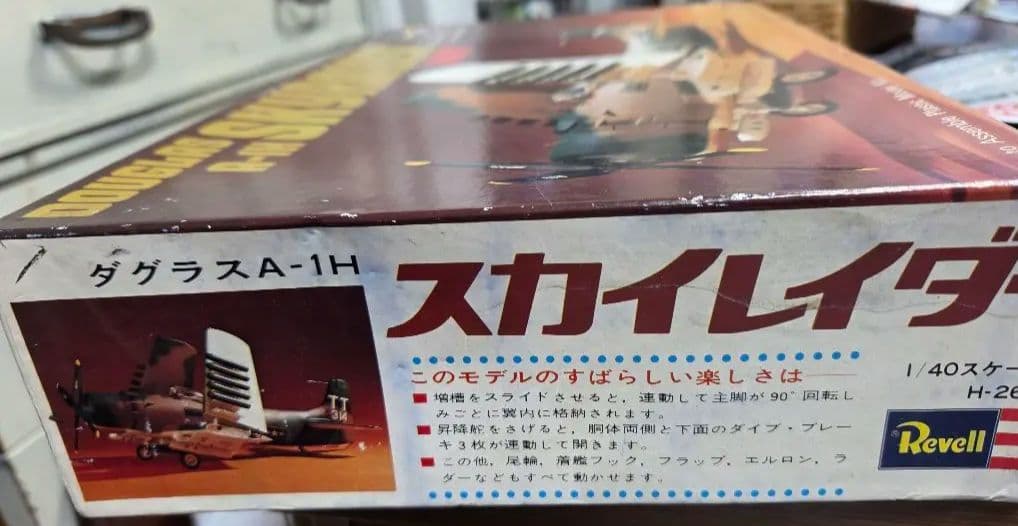 DOUGLAS SKY
A-1H
to Assemble Plastic Model Kit
ダグラスA-1H
スカイレイダ
このモデルのすばらしい楽しさは
■ 増槽をスライドさせると，連動して主脚が90°回転し
みごとに翼内に格納されます。
■ 昇降舵をさげると，胴体両側と下面のダイブ・ブレー
キ3枚が連動して開きます。
■ この他，尾輪，着艦フック，フラップ，エルロン，ラ
ダーなどもすべて動かせます。
1/40スケー
H-26
Revell